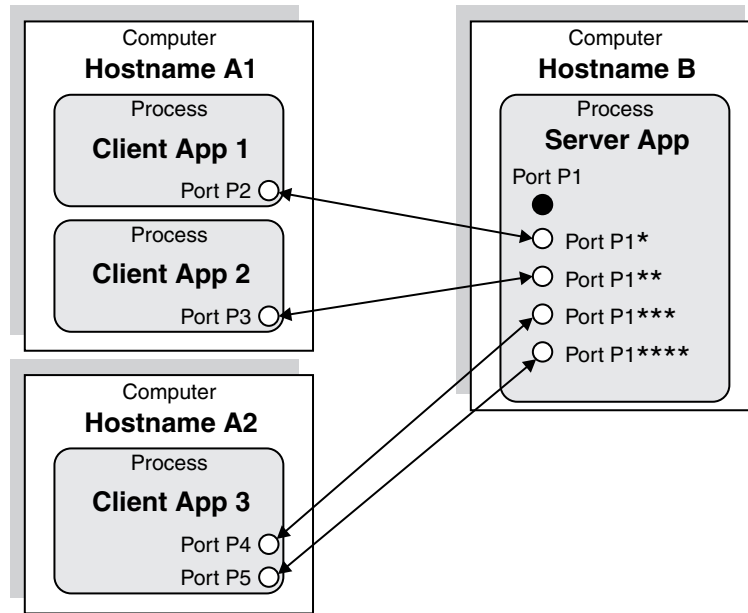 Computer
Hostname A1
Process
Client App 1
Port P2
Process
Client App 2
Port P3
Computer
Hostname A2
Process
Client App 3
Port P4
Port P5
Computer
Hostname B
Process
Server App
Port P1
Port P1*
Port P1**
Port P1***
Port P1****